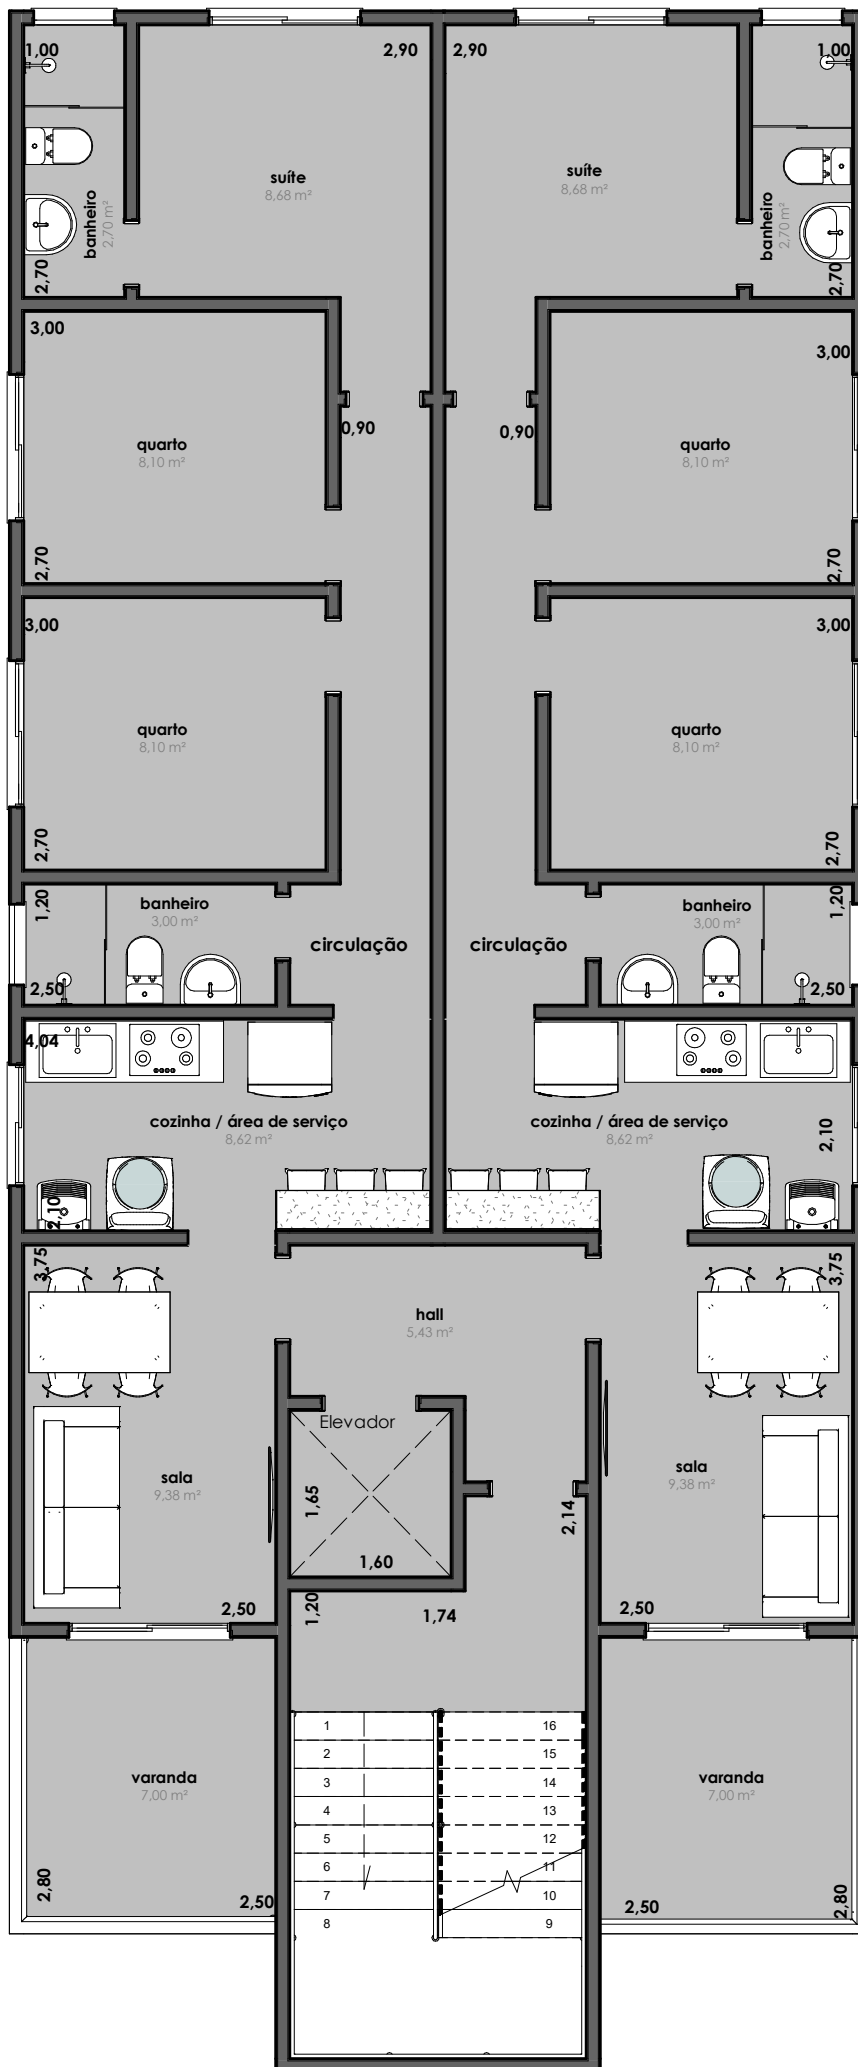 1,00
2,90
2,90
1,00
suíte
8,68 m²
suíte
8,68 m²
banheiro
2,70 m²
banheiro
2,70 m²
2,70
2,70
3,00
3,00
0,90
0,90
quarto
8,10 m²
quarto
8,10 m²
2,70
2,70
3,00
3,00
quarto
8,10 m²
quarto
8,10 m²
2,70
2,70
1,20
banheiro
3,00 m²
banheiro
3,00 m²
1,20
circulação
circulação
2,50
2,50
4,04
cozinha / área de serviço
8,62 m²
cozinha / área de serviço
8,62 m²
2,10
2,10
3,75
3,75
hall
5,43 m²
Elevador
sala
9,38 m²
sala
9,38 m²
1,65
2,14
1,60
2,50
1,20
1,74
2,50
1
16
2
15
3
14
4
13
5
12
6
11
7
10
8
9
varanda
7,00 m²
varanda
7,00 m²
2,80
2,50
2,50
2,80